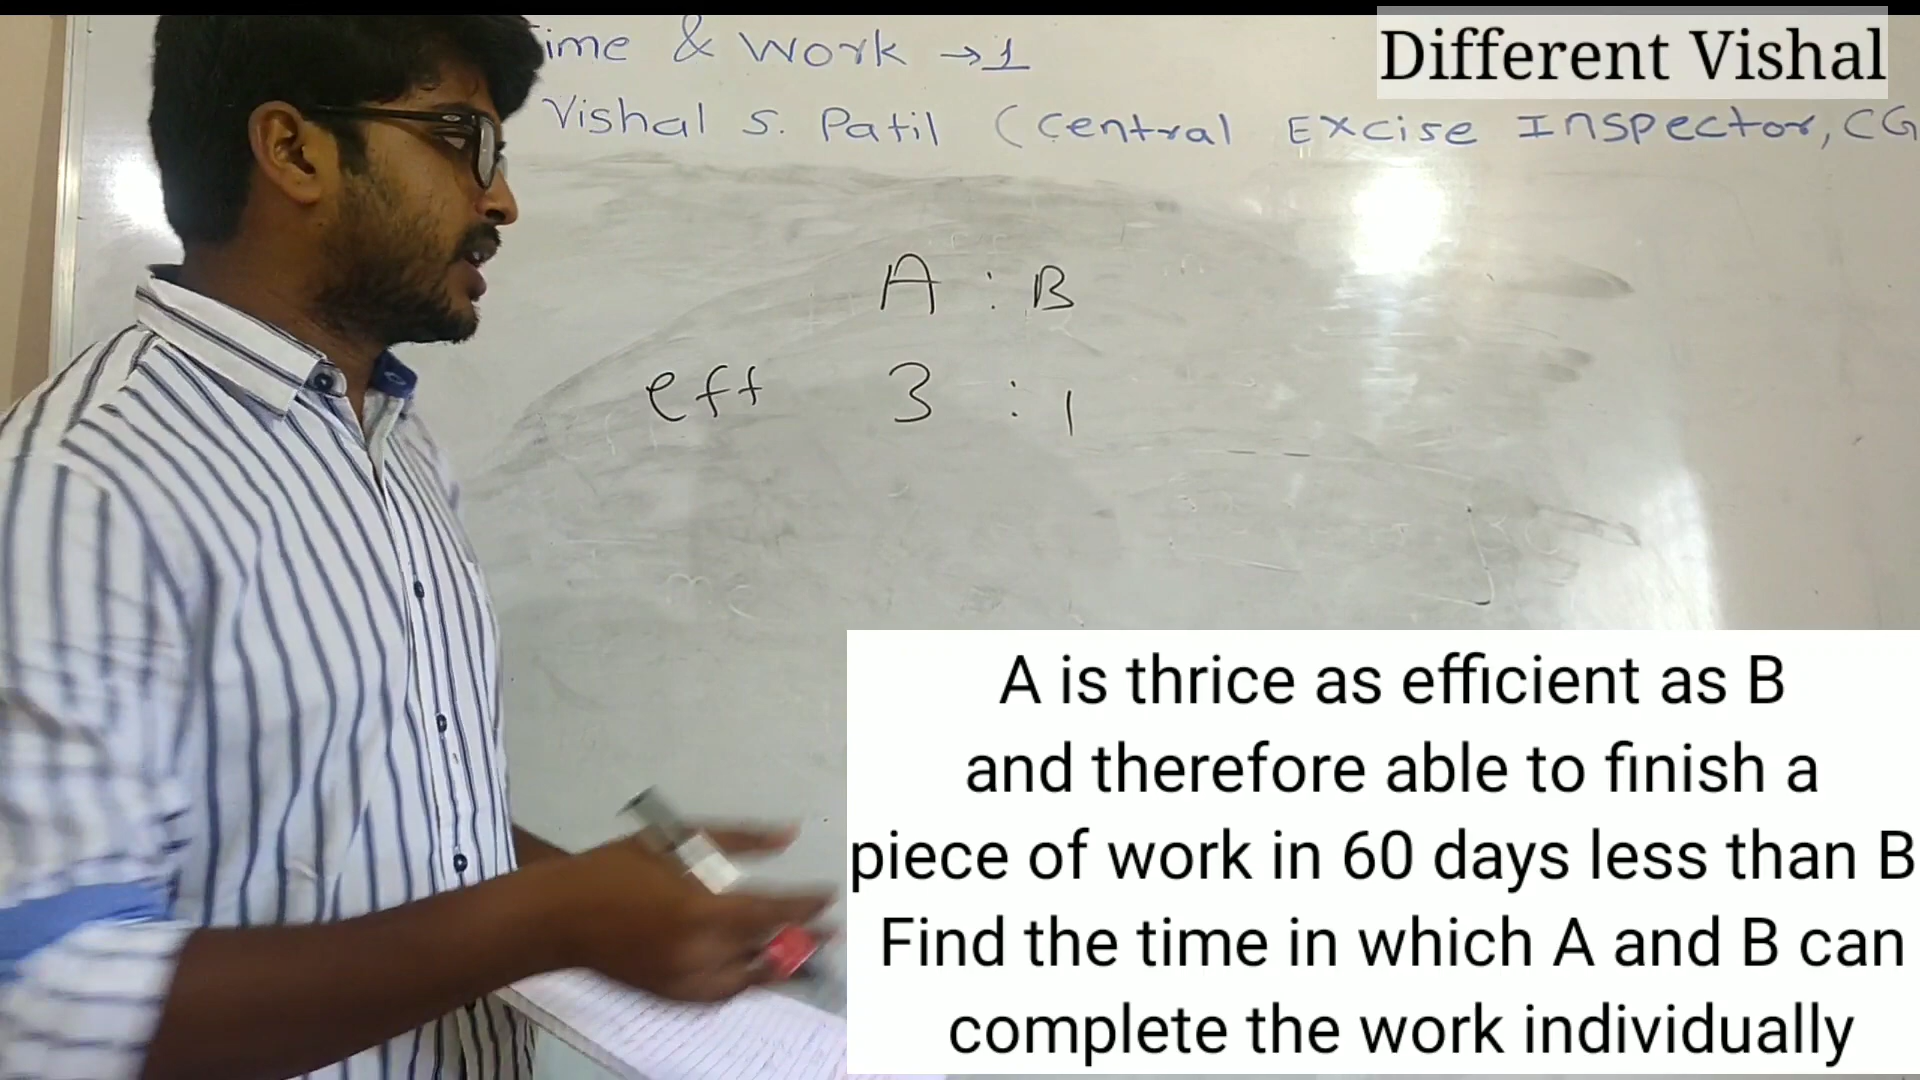 Different Vishal
ime & Work → 1
Vishal S. Patil (Central Excise Inspector, CG
A : B
eff 3 : 1
A is thrice as efficient as B
and therefore able to finish a
piece of work in 60 days less than B
Find the time in which A and B can
complete the work individually